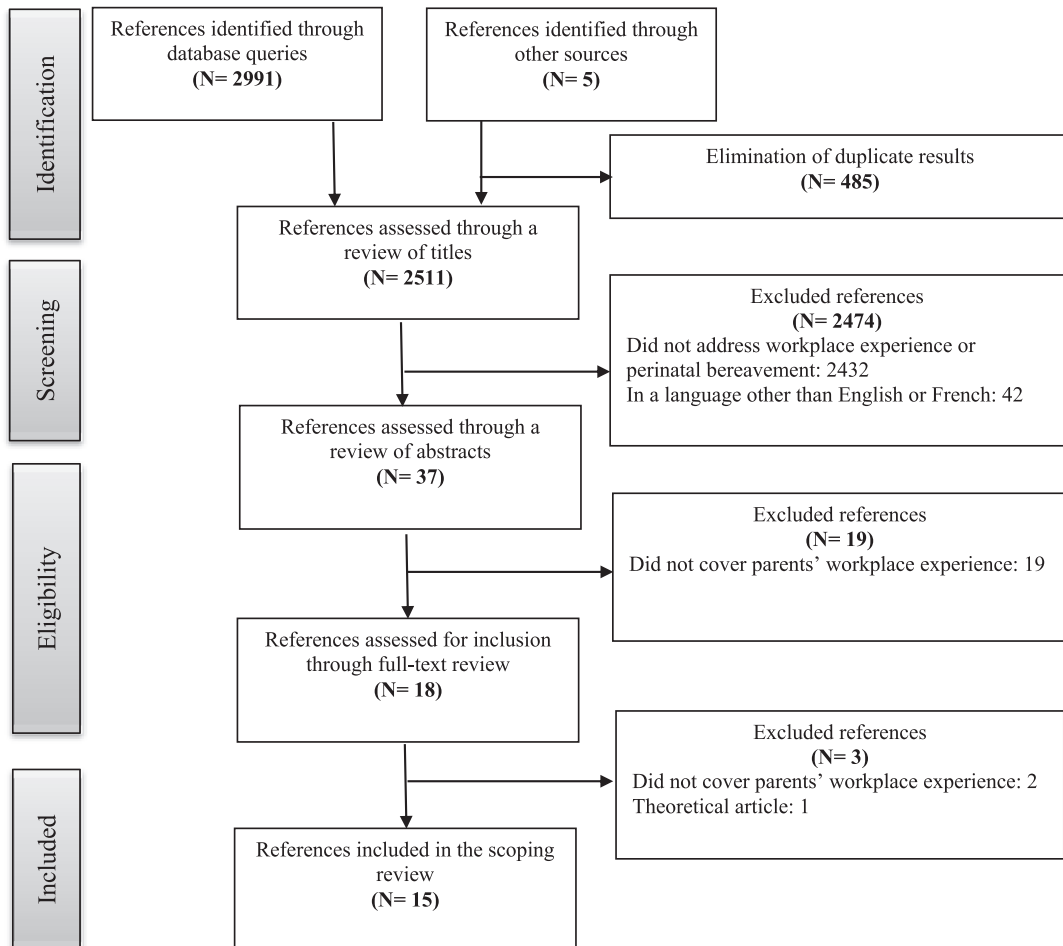 Identification
References identified through
database queries
(N= 2991)
References identified through
other sources
(N= 5)
Elimination of duplicate results
(N= 485)
References assessed through a
review of titles
(N= 2511)
Screening
Excluded references
(N= 2474)
Did not address workplace experience or
perinatal bereavement: 2432
In a language other than English or French: 42
References assessed through a
review of abstracts
(N= 37)
Eligibility
Excluded references
(N= 19)
Did not cover parents’ workplace experience: 19
References assessed for inclusion
through full-text review
(N= 18)
Excluded references
(N= 3)
Did not cover parents’ workplace experience: 2
Theoretical article: 1
Included
References included in the scoping
review
(N= 15)